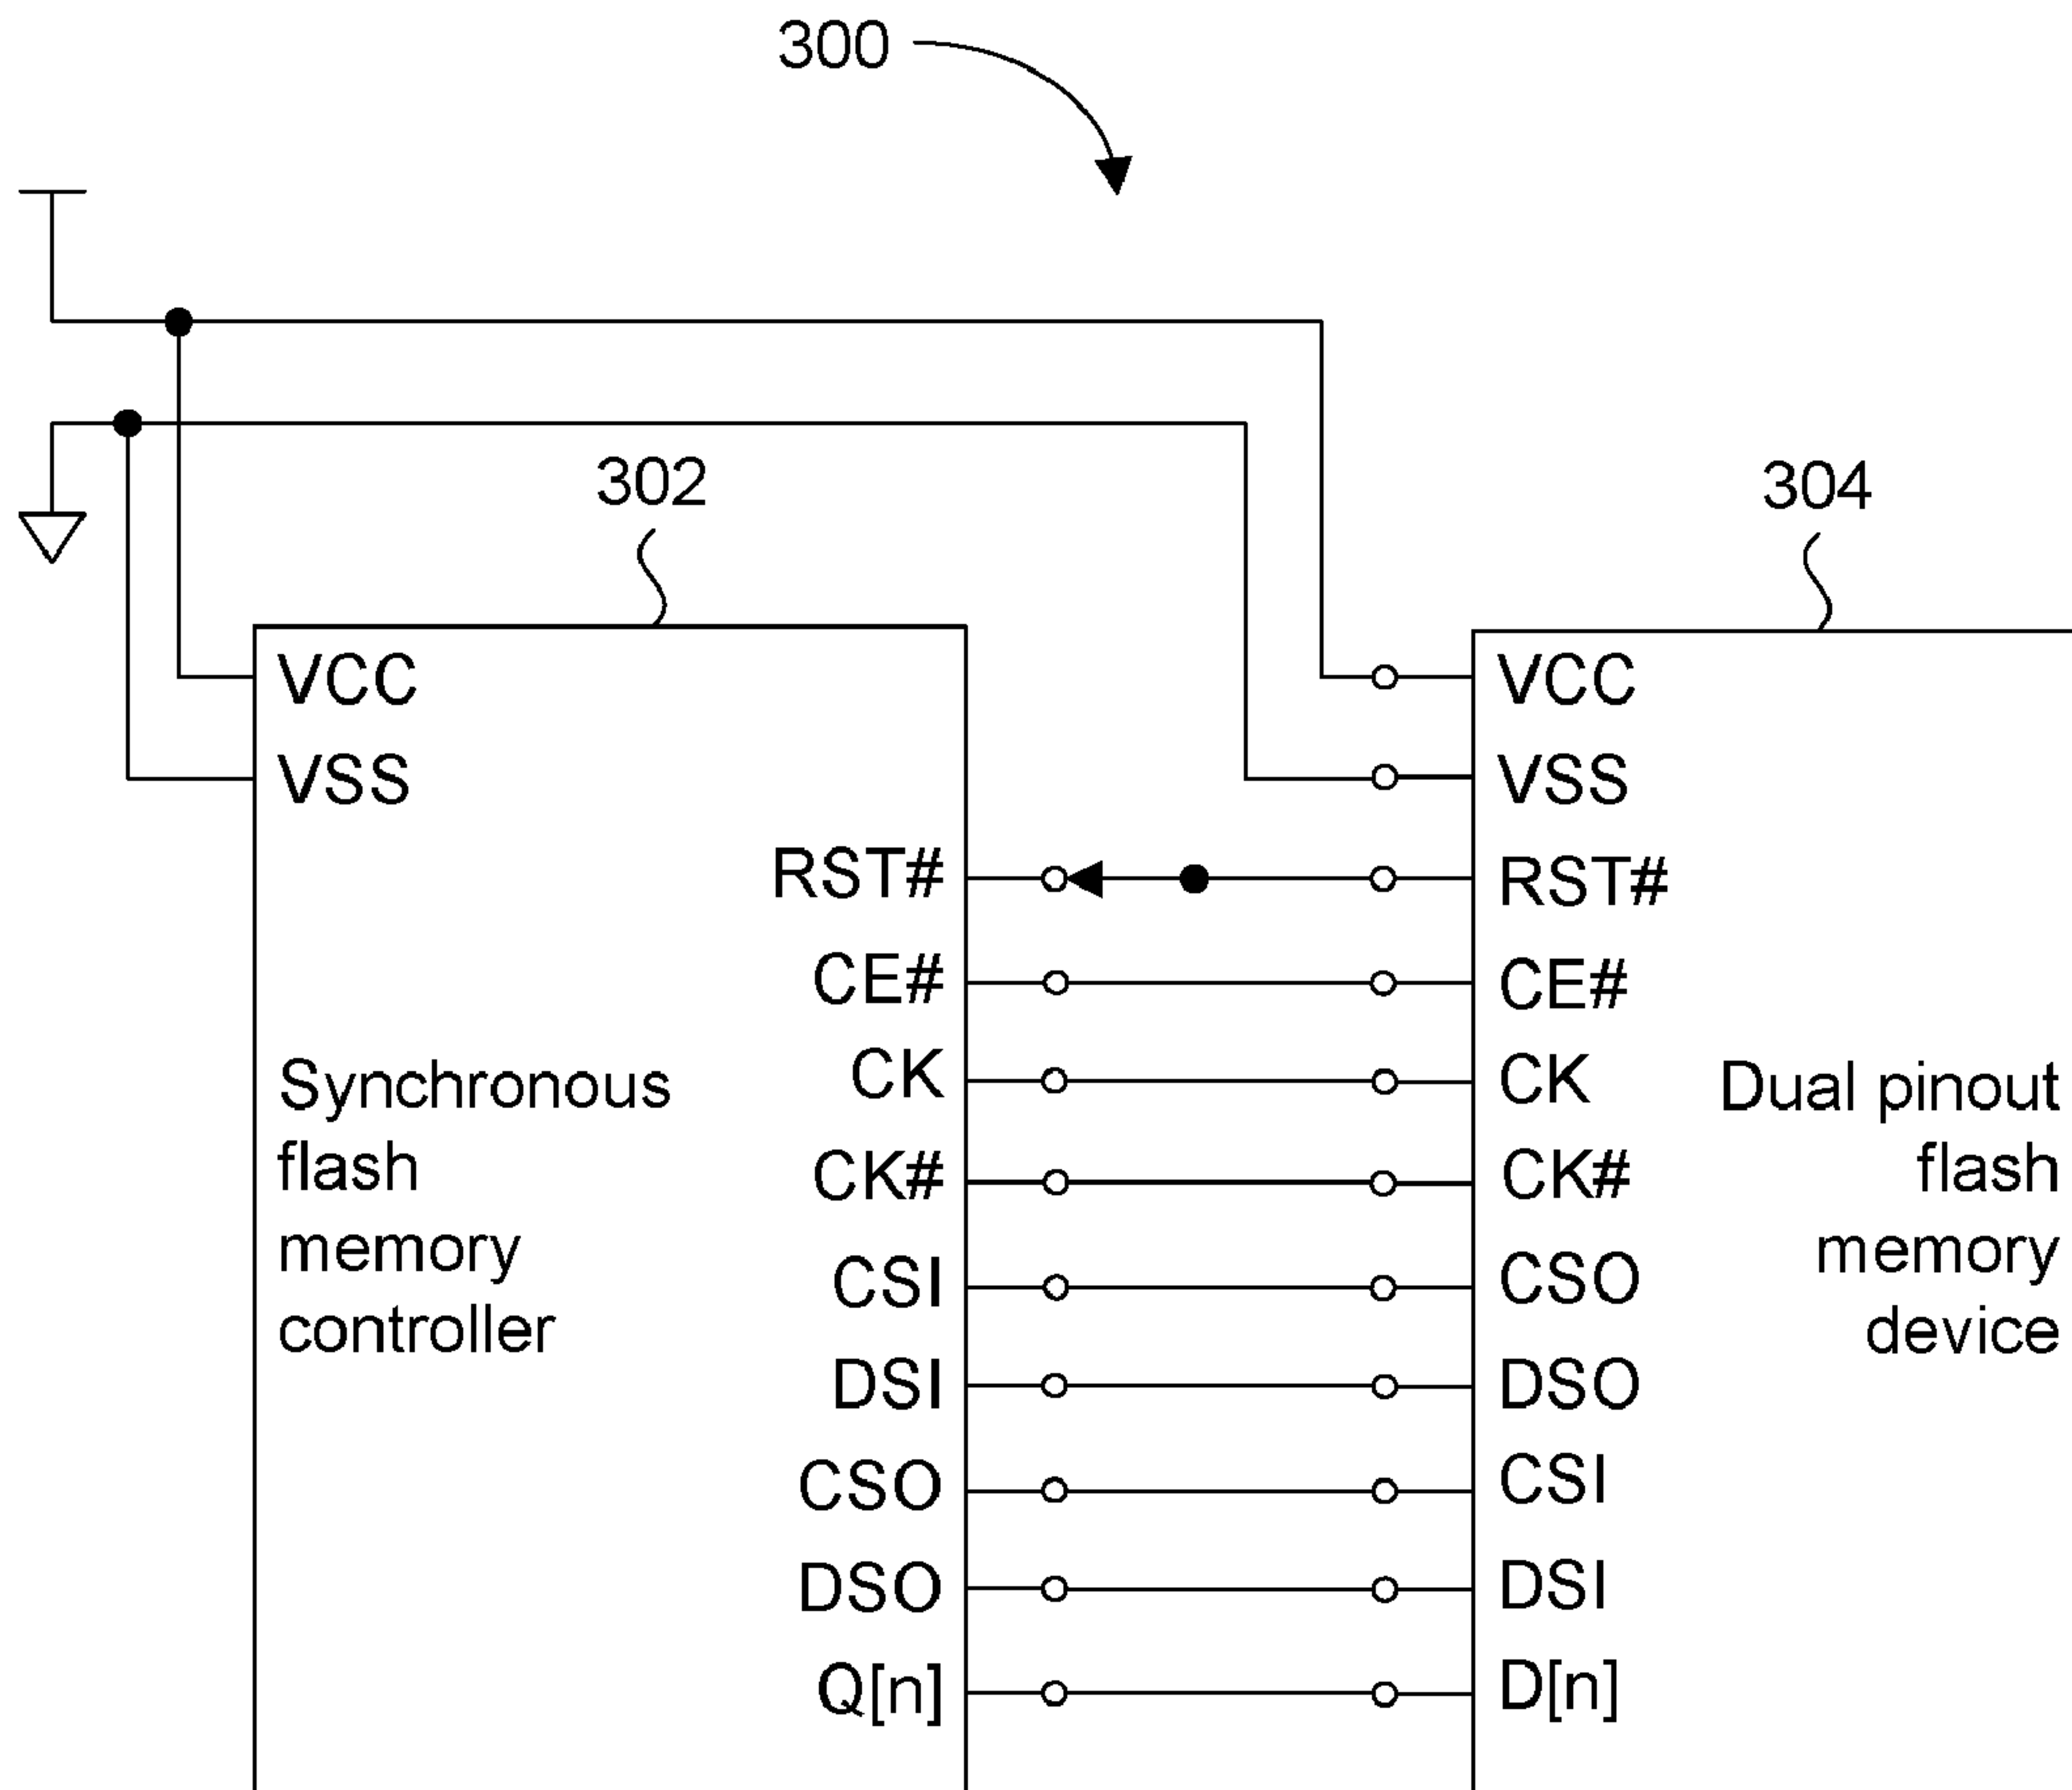 300
302
304
VCC
VSS
RST#
CE#
CK
CK#
CSI
DSI
CSO
DSO
Q[n]
Synchronous
flash
memory
controller
VCC
VSS
RST#
CE#
CK
CK#
CSO
DSO
CSI
DSI
D[n]
Dual pinout
flash
memory
device